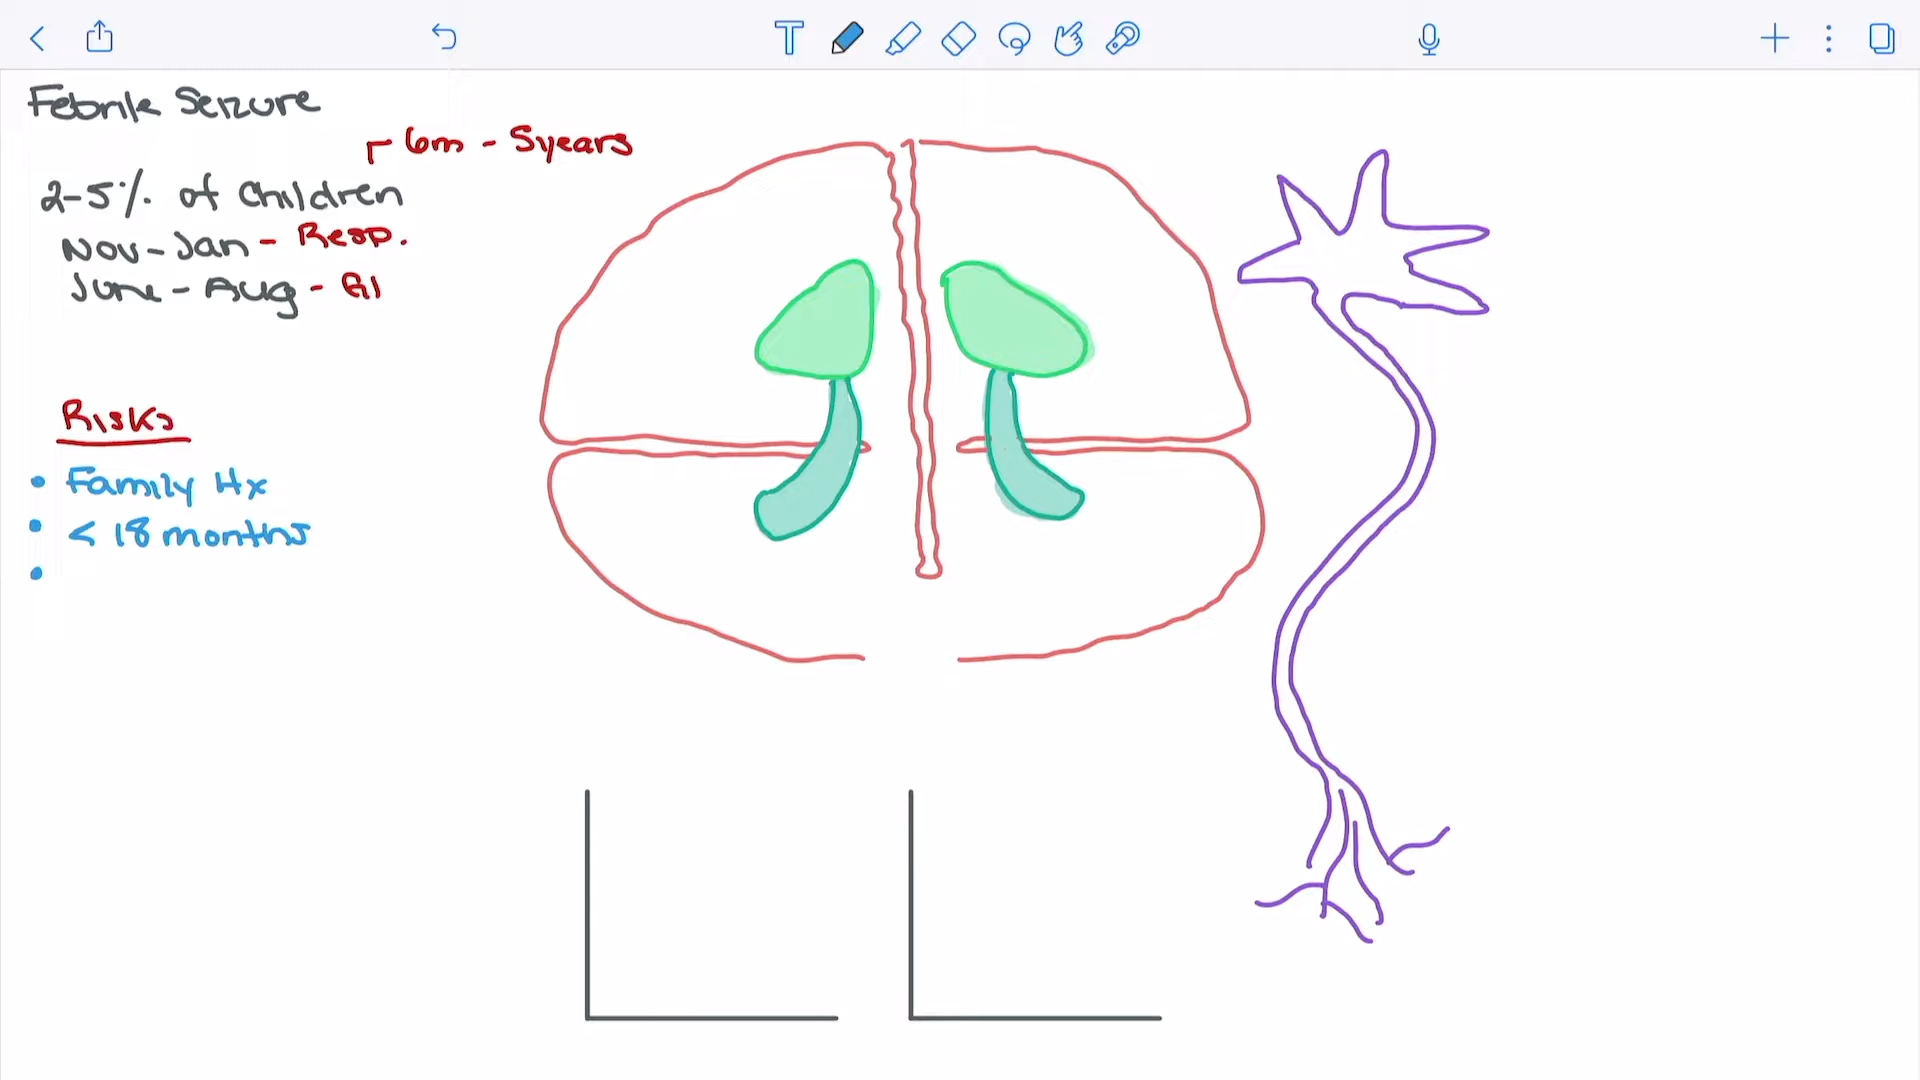 Febrile Seizure
6m - 5years
2-5% of Children
Nov - Jan - Resp.
June - Aug - GI
Risks
• Family Hx
• < 18 months
•